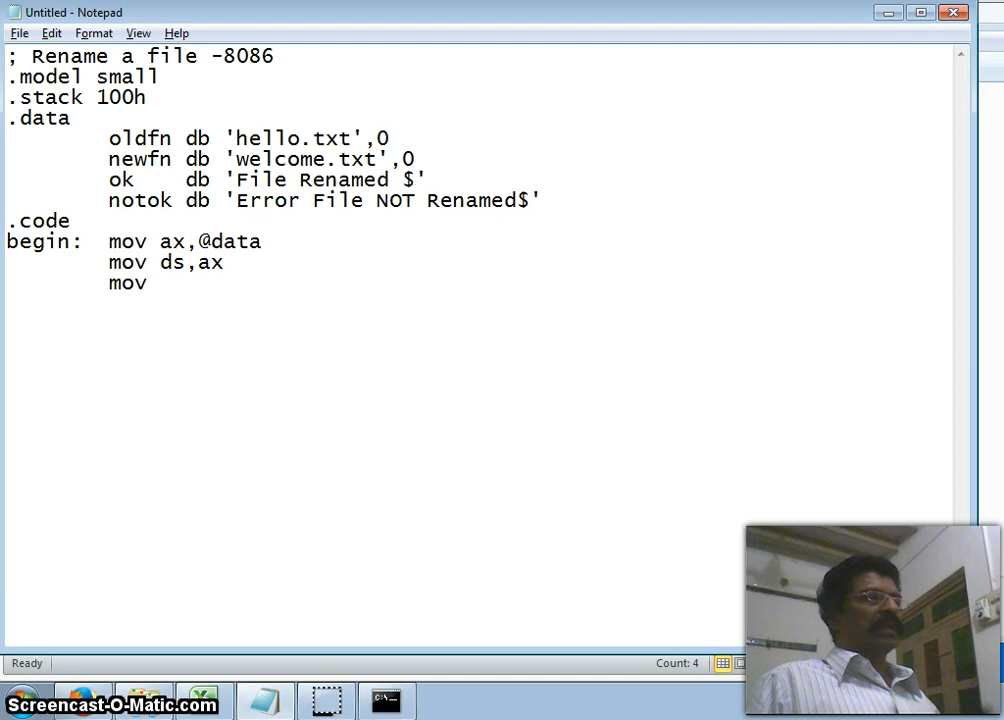 Untitled - Notepad
File Edit Format View Help
; Rename a file -8086
.model small
.stack 100h
.data
oldfn db 'hello.txt',0
newfn db 'welcome.txt',0
ok db 'File Renamed $'
notok db 'Error File NOT Renamed$'
.code
begin: mov ax,@data
mov ds,ax
mov
Ready Count: 4
C:\
Screencast-O-Matic.com